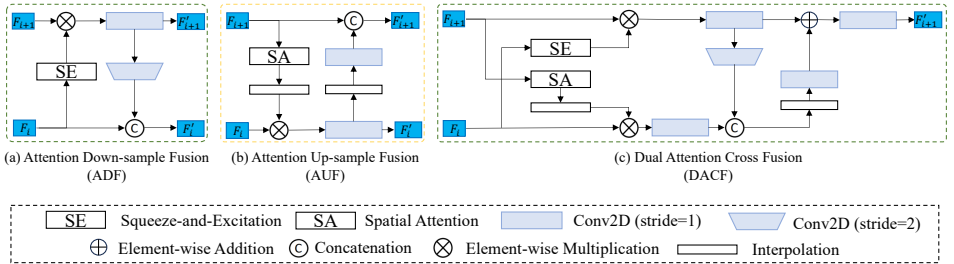 F_{i+1} F'_{i+1} F_{i+1} C F'_{i+1} F_{i+1} F'_{i+1}
SE SA SE
SA
F_i C F'_i F_i F'_i F_i C
(a) Attention Down-sample Fusion (b) Attention Up-sample Fusion (c) Dual Attention Cross Fusion
(ADF) (AUF) (DACF)
SE Squeeze-and-Excitation SA Spatial Attention Conv2D (stride=1) Conv2D (stride=2)
Element-wise Addition C Concatenation Element-wise Multiplication Interpolation